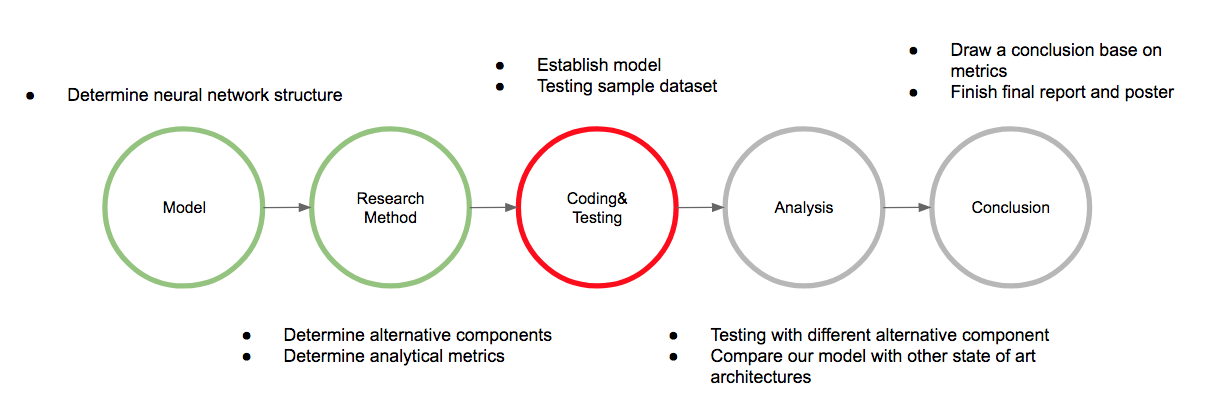 ● Determine neural network structure
● Establish model
● Testing sample dataset
● Draw a conclusion base on
metrics
● Finish final report and poster
Model
Research
Method
Coding&
Testing
Analysis
Conclusion
● Determine alternative components
● Determine analytical metrics
● Testing with different alternative component
● Compare our model with other state of art
architectures